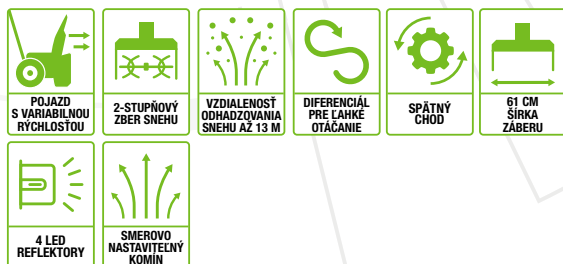 POJAZD
S VARIABILNOU
RÝCHLOSŤOU
2-STUPŇOVÝ
ZBER SNEHU
VZDIALENOSŤ
ODHADZOVANIA
SNEHU AŽ 13 M
DIFERENCIÁL
PRE ĽAHKÉ
OTÁČANIE
SPÄTNÝ
CHOD
61 CM
ŠÍRKA
ZÁBERU
4 LED
REFLEKTORY
SMEROVO
NASTAVITEĽNÝ
KOMÍN